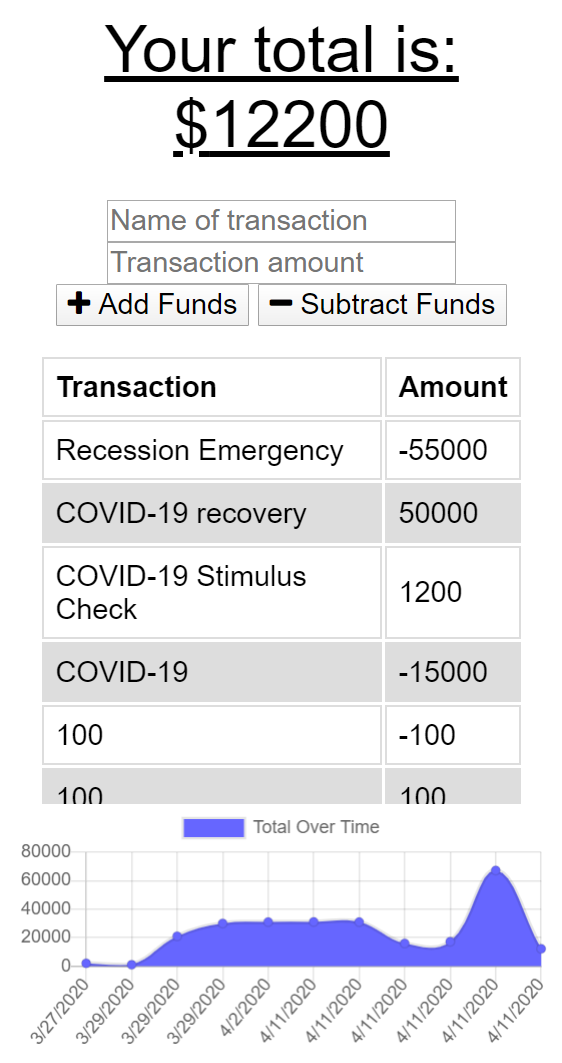 Your total is:
$12200
Name of transaction
Transaction amount
+ Add Funds − Subtract Funds
Transaction Amount
Recession Emergency -55000
COVID-19 recovery 50000
COVID-19 Stimulus
Check 1200
COVID-19 -15000
100 -100
100 100
Total Over Time
80000
60000
40000
20000
0
3/27/2020 3/29/2020 3/29/2020 3/29/2020 4/2/2020 4/11/2020 4/11/2020 4/11/2020 4/11/2020 4/11/2020 4/11/2020